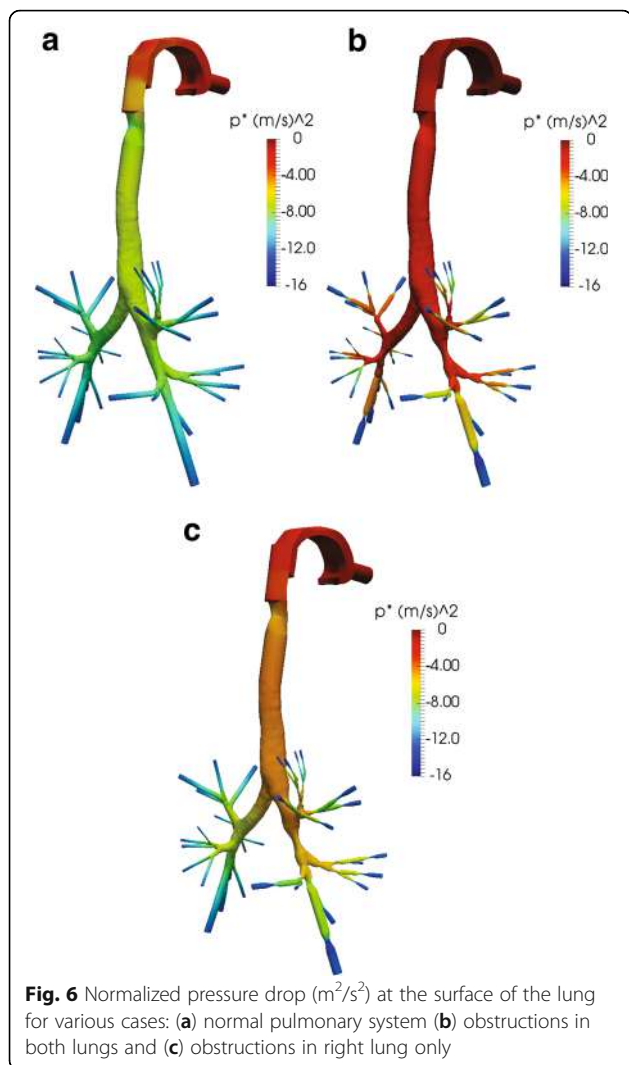 a
b
p* (m/s)^2
0
-4.00
-8.00
-12.0
-16
p* (m/s)^2
0
-4.00
-8.00
-12.0
-16
c
p* (m/s)^2
0
-4.00
-8.00
-12.0
-16
Fig. 6 Normalized pressure drop (m²/s²) at the surface of the lung
for various cases: (a) normal pulmonary system (b) obstructions in
both lungs and (c) obstructions in right lung only